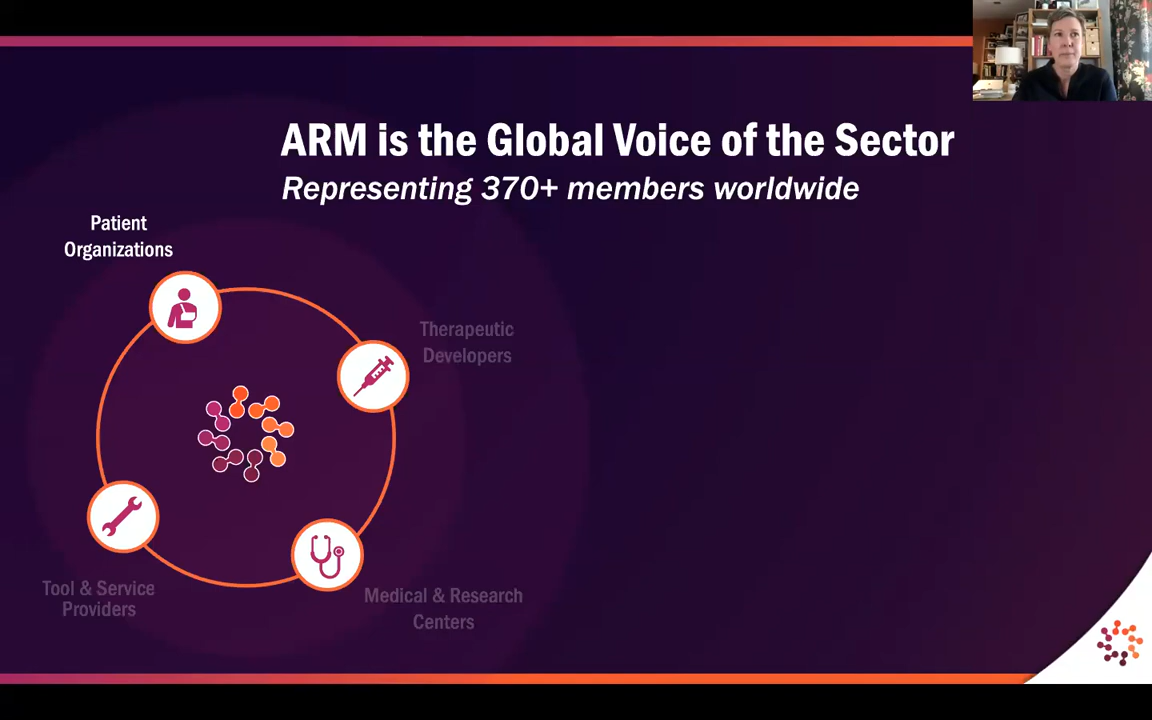 ARM is the Global Voice of the Sector
Representing 370+ members worldwide
Patient
Organizations
Therapeutic
Developers
Tool & Service
Providers
Medical & Research
Centers